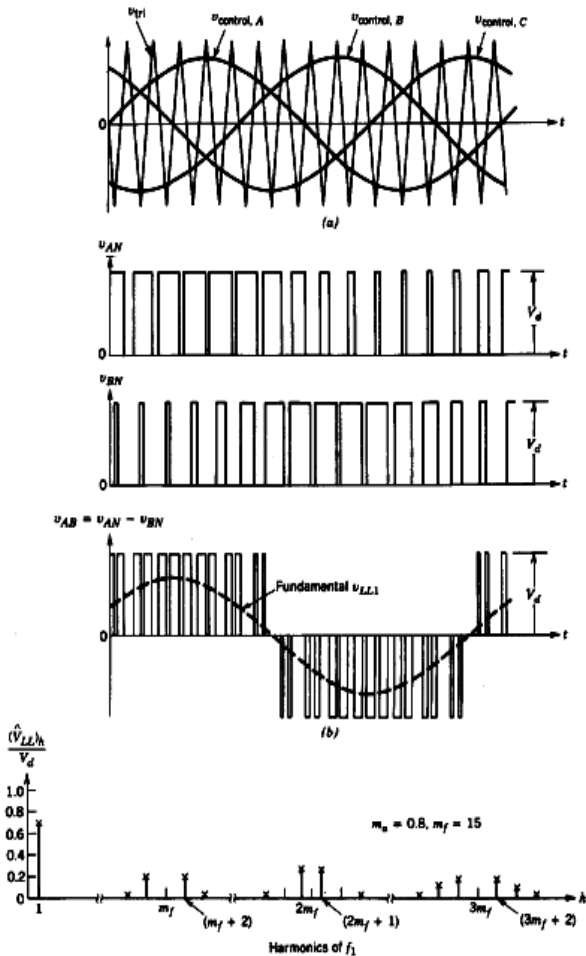 v_tri v_control, A v_control, B v_control, C
0 t
(a)
v_AN
V_d
0 t
v_BN
V_d
0 t
v_AB = v_AN − v_BN
Fundamental v_LL1
V_d
0 t
(b)
(V̂_LL)_h
V_d
1.0
0.8
0.6
0.4
0.2
0
m_a = 0.8, m_f = 15
1 m_f 2m_f 3m_f h
(m_f + 2) (2m_f + 1) (3m_f + 2)
Harmonics of f_1